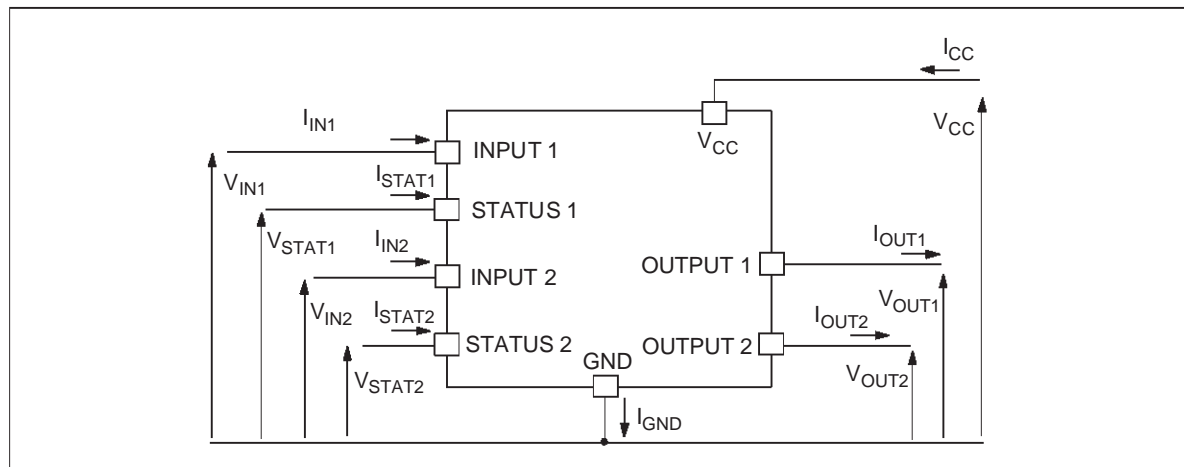 I_CC
V_CC
V_CC
I_IN1
INPUT 1
V_IN1
I_STAT1
STATUS 1
V_STAT1
I_IN2
INPUT 2
V_IN2
I_STAT2
STATUS 2
V_STAT2
GND
I_GND
OUTPUT 1
I_OUT1
V_OUT1
OUTPUT 2
I_OUT2
V_OUT2